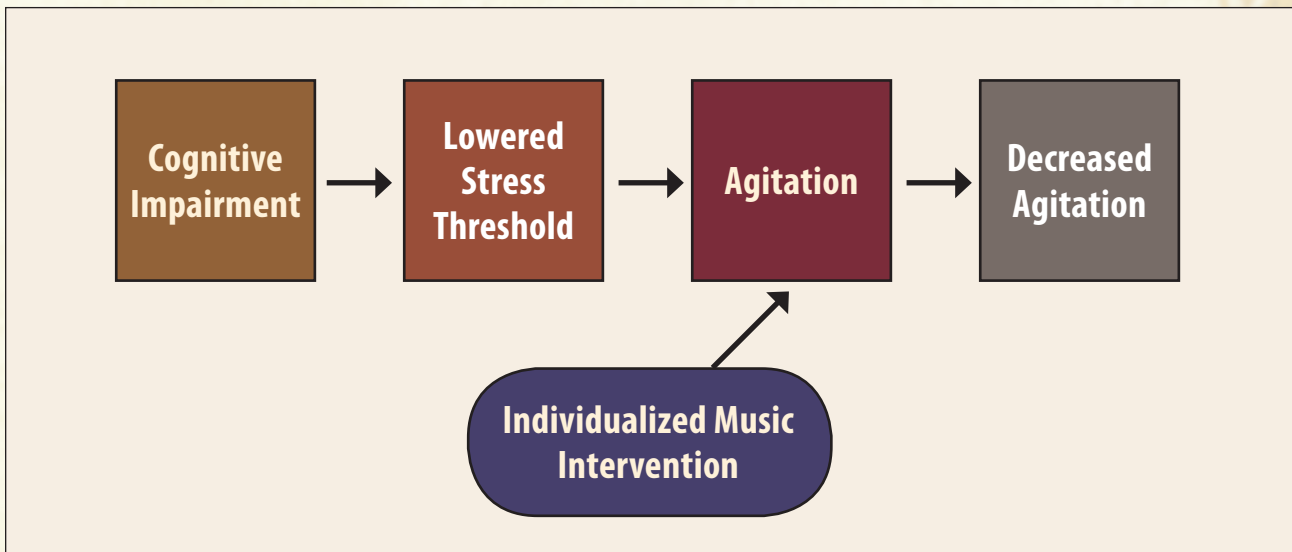 Cognitive
Impairment
Lowered
Stress
Threshold
Agitation
Decreased
Agitation
Individualized Music
Intervention